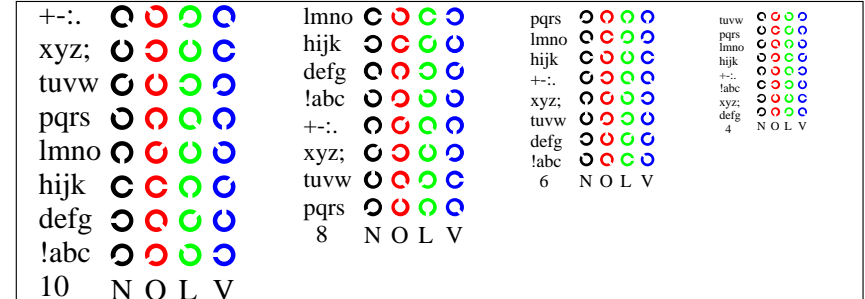 +-:.
xyz;
tuvw
pqrs
lmno
hijk
defg
!abc
10 N O L V
lmno
hijk
defg
!abc
+-:.
xyz;
tuvw
pqrs
8 N O L V
pqrs
lmno
hijk
+-:.
xyz;
tuvw
defg
!abc
6 N O L V
tuvw
pqrs
lmno
hijk
+-:.
!abc
xyz;
defg
4 N O L V